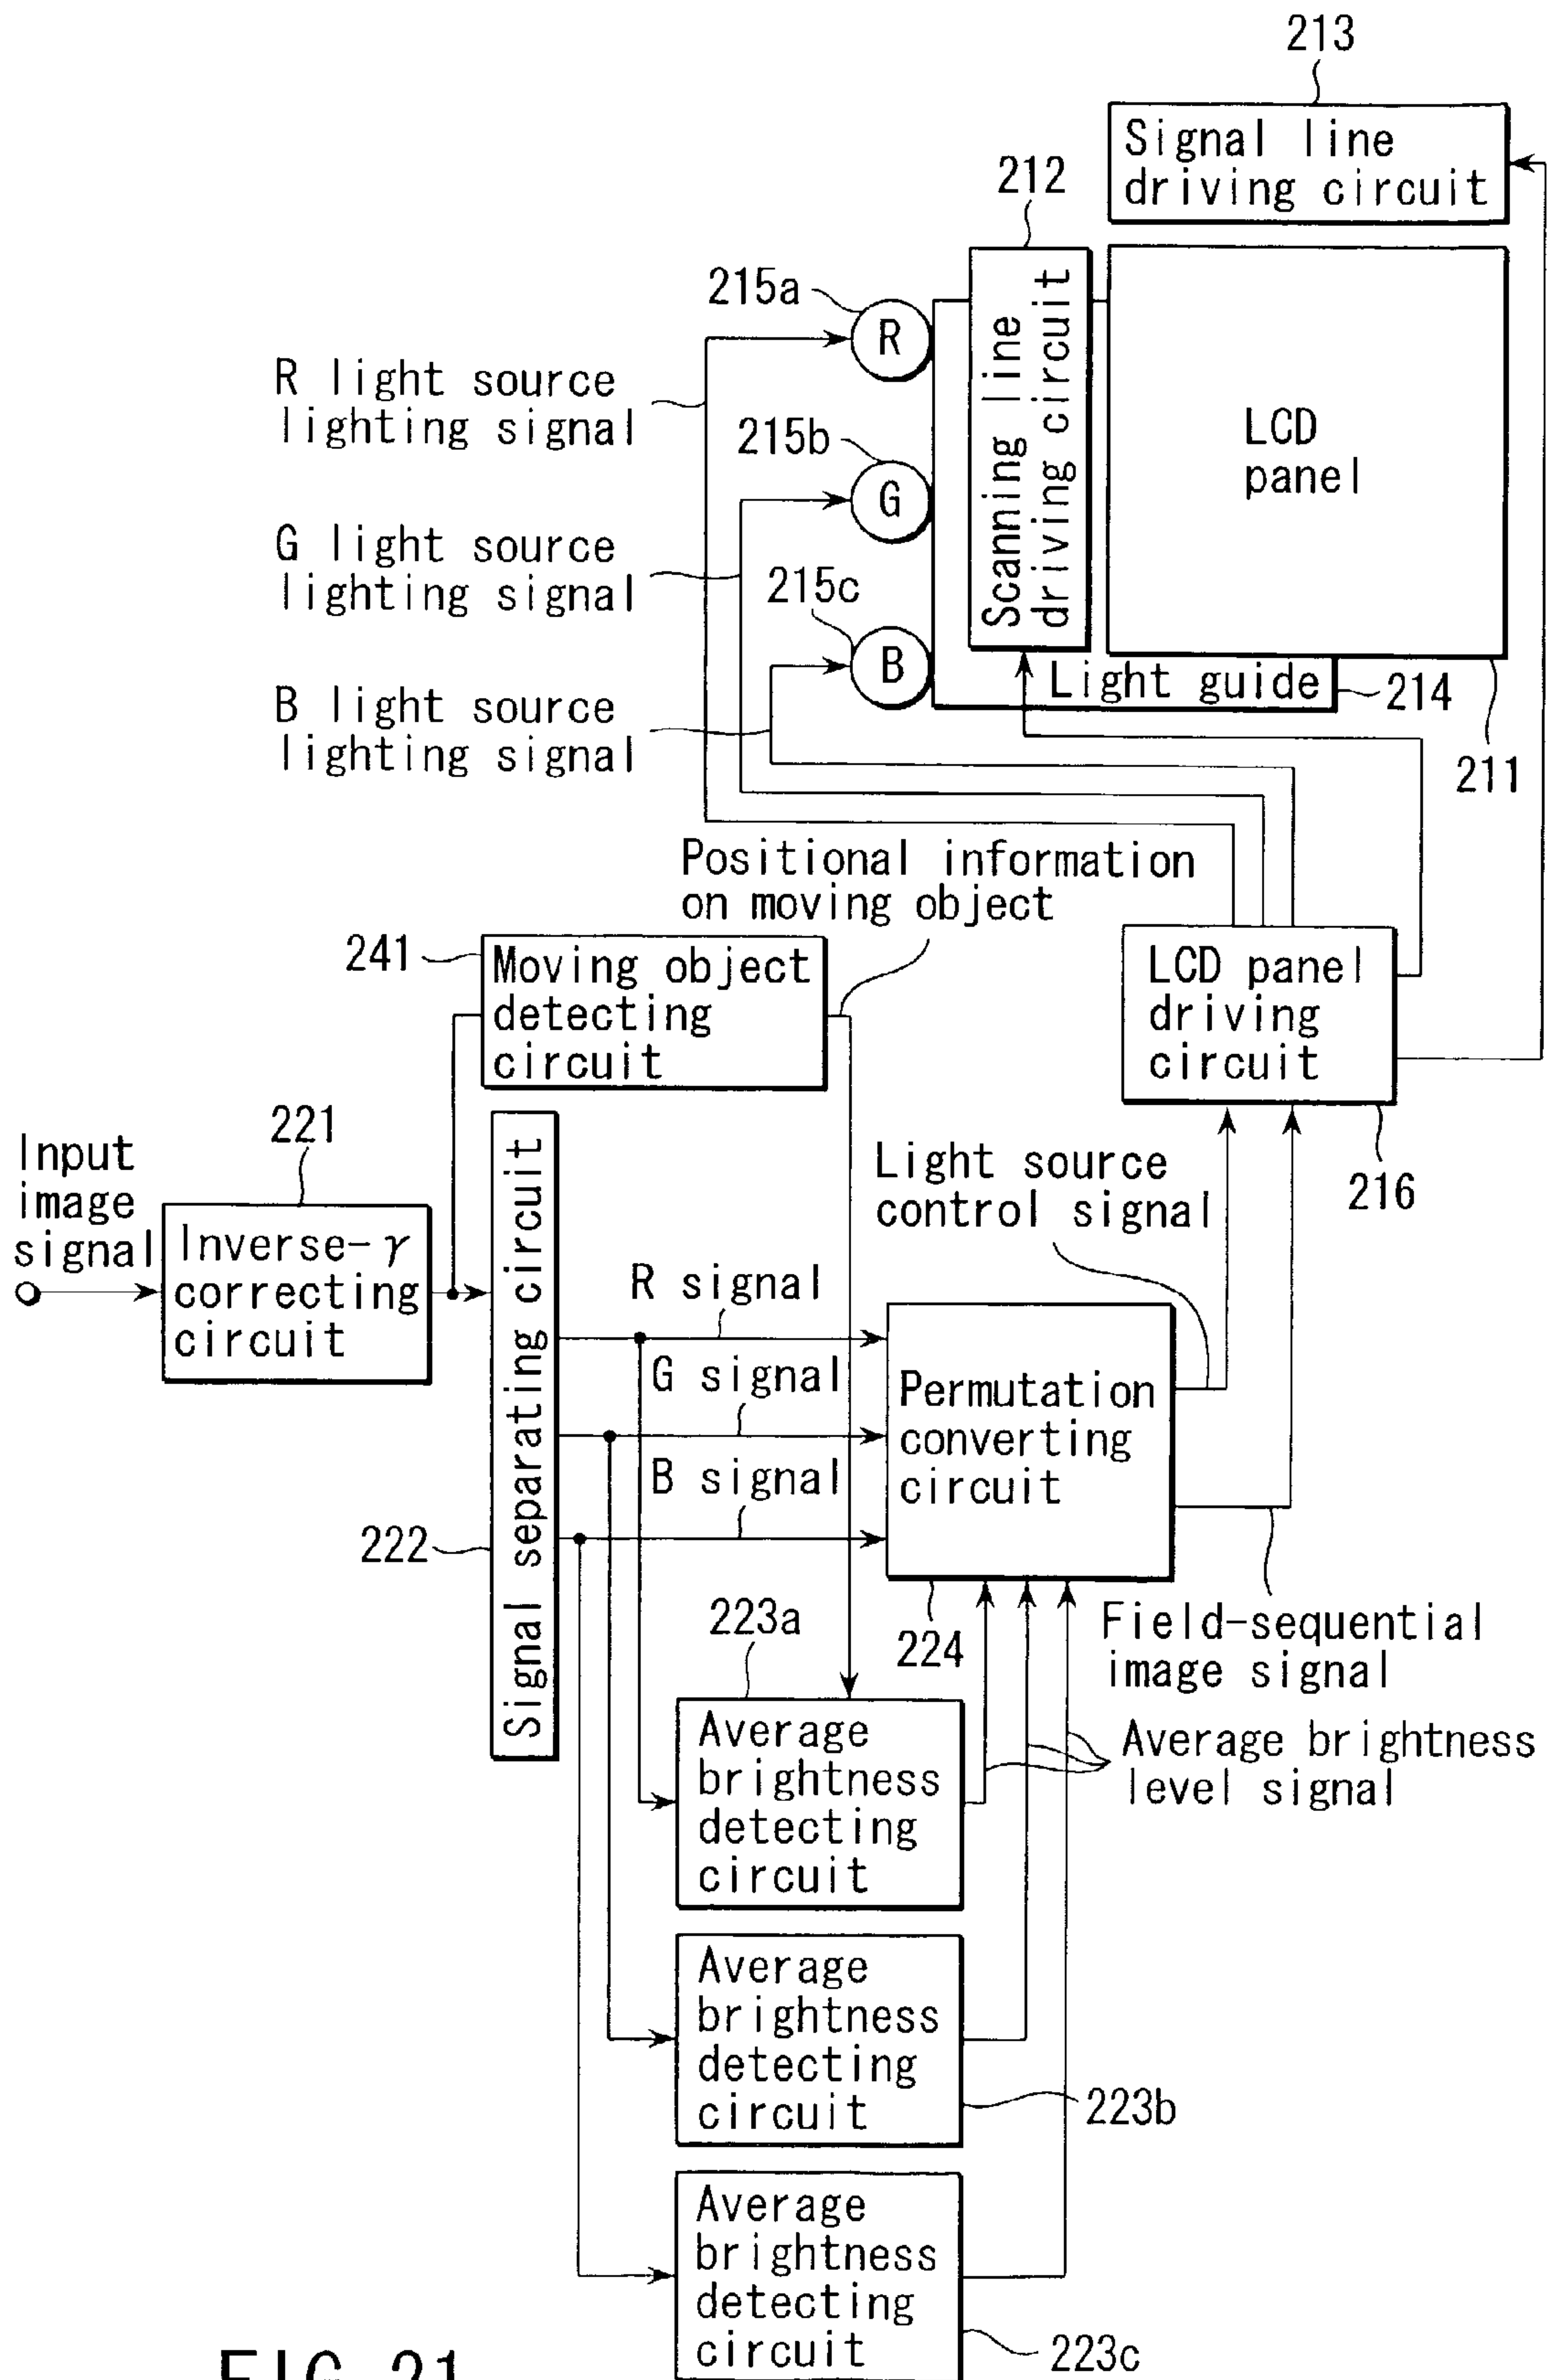 213
Signal line
driving circuit
212
Scanning line
driving circuit
215a
R
R light source
lighting signal
LCD
panel
215b
G
G light source
lighting signal
215c
B
Light guide
214
B light source
lighting signal
211
Positional information
on moving object
241
Moving object
detecting
circuit
LCD panel
driving
circuit
216
221
Input
image
signal
Inverse-γ
correcting
circuit
Signal separating circuit
222
Light source
control signal
R signal
G signal
B signal
Permutation
converting
circuit
224
Field-sequential
image signal
223a
Average
brightness
detecting
circuit
Average brightness
level signal
Average
brightness
detecting
circuit
223b
Average
brightness
detecting
circuit
223c
FIG. 21